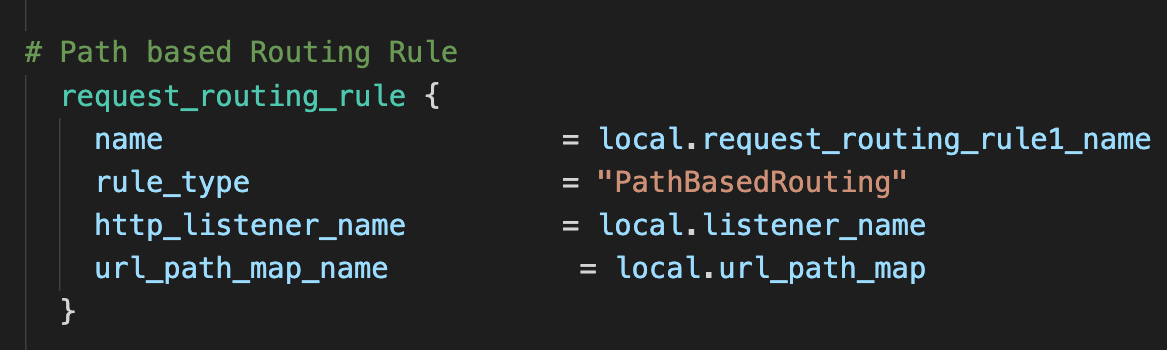 # Path based Routing Rule
request_routing_rule {
name = local.request_routing_rule1_name
rule_type = "PathBasedRouting"
http_listener_name = local.listener_name
url_path_map_name = local.url_path_map
}